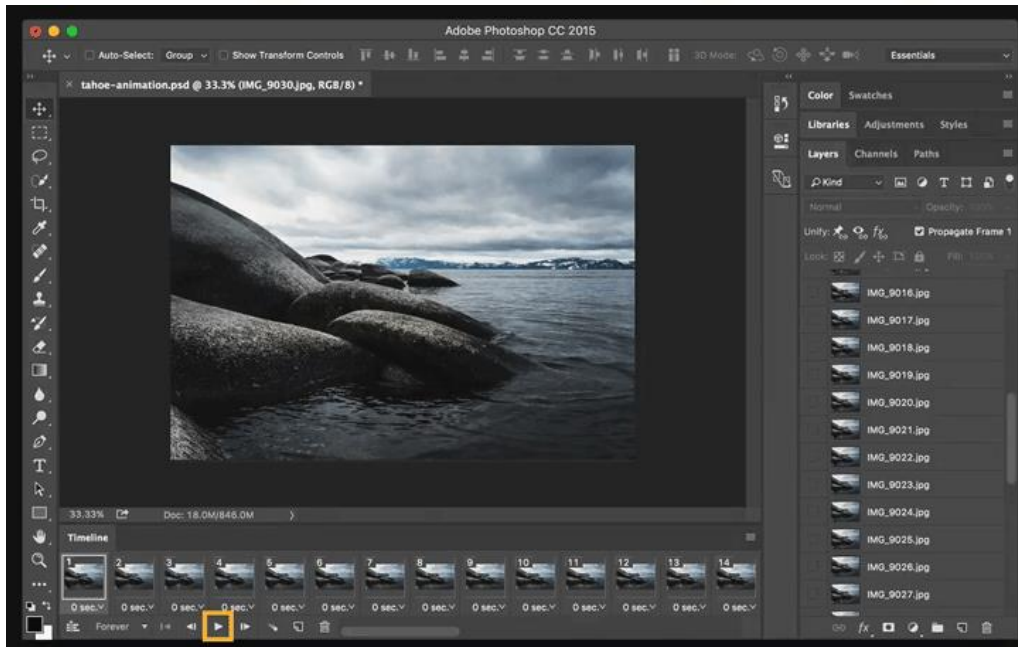 Adobe Photoshop CC 2015
Auto-Select: Group Show Transform Controls 3D Mode: Essentials
× tahoe-animation.psd @ 33.3% (IMG_9030.jpg, RGB/8) *
Color Swatches
Libraries Adjustments Styles
Layers Channels Paths
Kind
Normal Opacity: 100%
Unify: Propagate Frame 1
Lock: Fill: 100%
IMG_9016.jpg
IMG_9017.jpg
IMG_9018.jpg
IMG_9019.jpg
IMG_9020.jpg
IMG_9021.jpg
IMG_9022.jpg
IMG_9023.jpg
IMG_9024.jpg
IMG_9025.jpg
IMG_9026.jpg
IMG_9027.jpg
33.33% Doc: 18.0M/846.0M
Timeline
1 2 3 4 5 6 7 8 9 10 11 12 13 14
0 sec. 0 sec. 0 sec. 0 sec. 0 sec. 0 sec. 0 sec. 0 sec. 0 sec. 0 sec. 0 sec. 0 sec. 0 sec. 0 sec.
Forever
fx